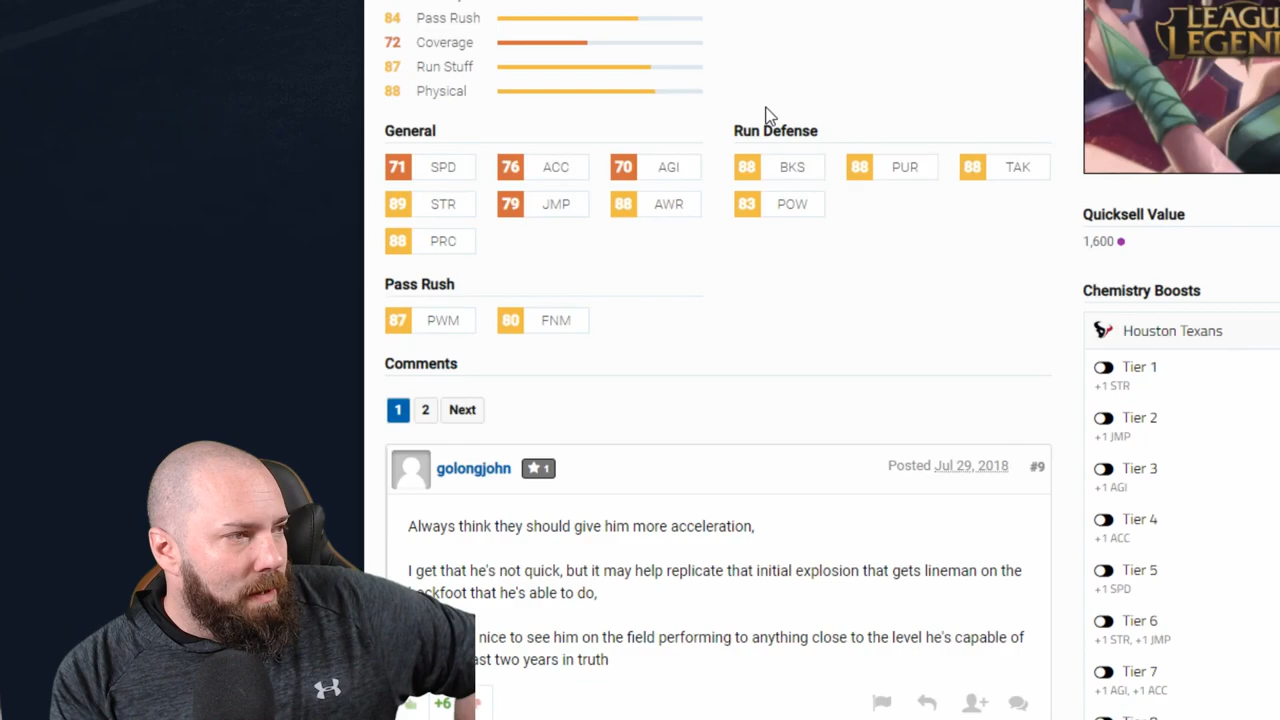 84 Pass Rush
72 Coverage
87 Run Stuff
88 Physical
General
71 SPD 76 ACC 70 AGI
89 STR 79 JMP 88 AWR
88 PRC
Run Defense
88 BKS 88 PUR 88 TAK
83 POW
Pass Rush
87 PWM 80 FNM
Comments
1 2 Next
golongjohn 1 Posted Jul 29, 2018 #9
Always think they should give him more acceleration,
I get that he's not quick, but it may help replicate that initial explosion that gets lineman on the
that he's able to do,
nice to see him on the field performing to anything close to the level he's capable of
two years in truth
+6
LEAGU
LEGEN
Quicksell Value
1,600
Chemistry Boosts
Houston Texans
Tier 1
+1 STR
Tier 2
+1 JMP
Tier 3
+1 AGI
Tier 4
+1 ACC
Tier 5
+1 SPD
Tier 6
+1 STR, +1 JMP
Tier 7
+1 AGI, +1 ACC